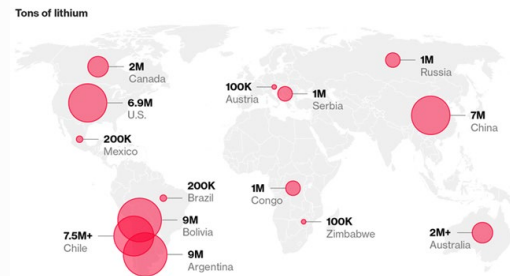 Tons of lithium
2M
Canada
6.9M
U.S.
200K
Mexico
100K
Austria
1M
Serbia
1M
Russia
7M
China
200K
Brazil
9M
Bolivia
7.5M+
Chile
9M
Argentina
1M
Congo
100K
Zimbabwe
2M+
Australia